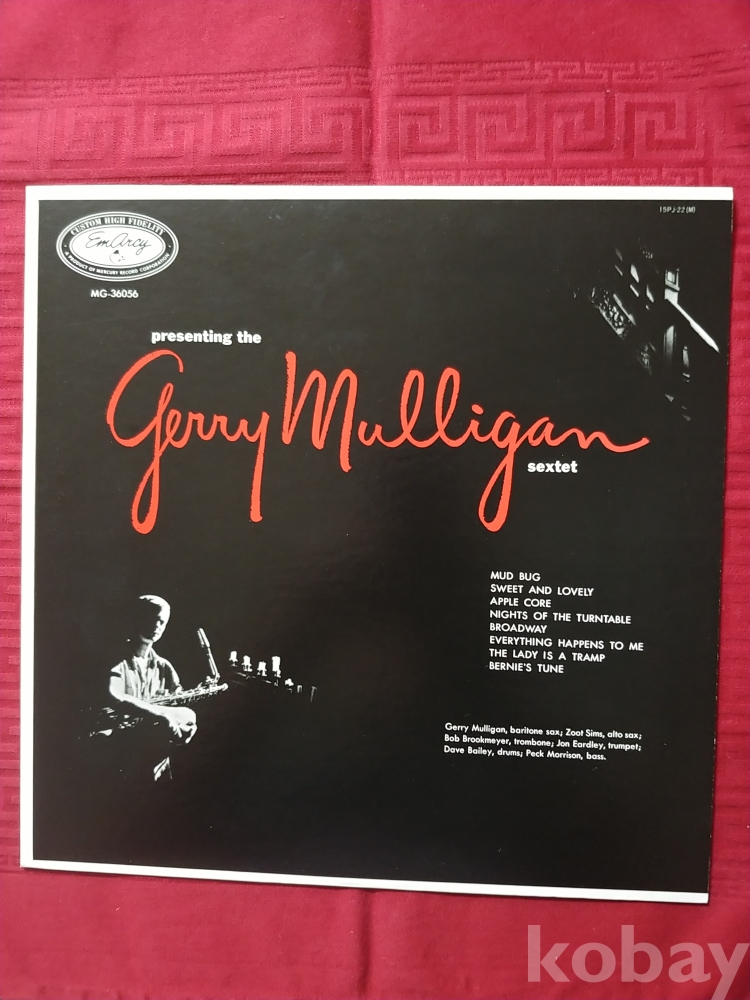 15PJ-22(M)
CUSTOM HIGH FIDELITY
EmArcy
A PRODUCT OF MERCURY RECORD CORPORATION
MG-36056
presenting the
Gerry Mulligan
sextet
MUD BUG
SWEET AND LOVELY
APPLE CORE
NIGHTS OF THE TURNTABLE
BROADWAY
EVERYTHING HAPPENS TO ME
THE LADY IS A TRAMP
BERNIE'S TUNE
Gerry Mulligan, baritone sax; Zoot Sims, alto sax;
Bob Brookmeyer, trombone; Jon Eardley, trumpet;
Dave Bailey, drums; Peck Morrison, bass.
kobay